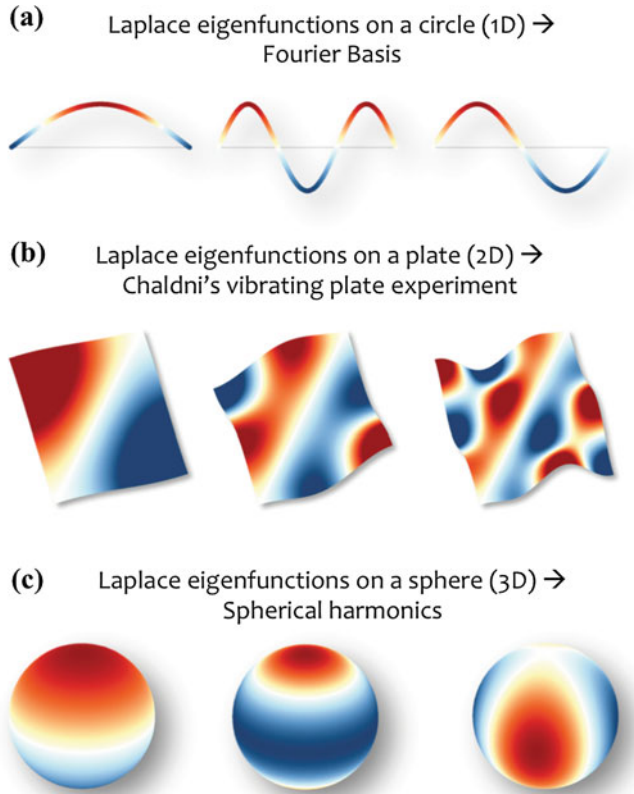 (a) Laplace eigenfunctions on a circle (1D) →
Fourier Basis
(b) Laplace eigenfunctions on a plate (2D) →
Chaldni's vibrating plate experiment
(c) Laplace eigenfunctions on a sphere (3D) →
Spherical harmonics